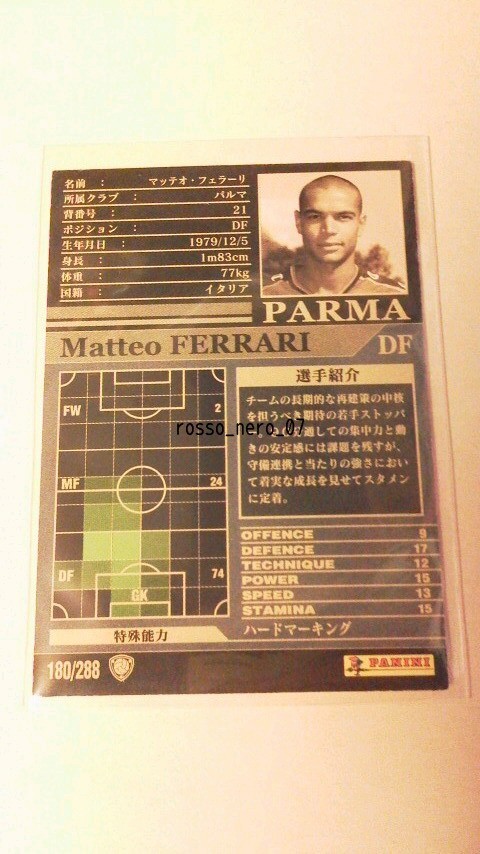 名前 : マッテオ・フェラーリ
所属クラブ : パルマ
背番号 : 21
ポジション : DF
生年月日 : 1979/12/5
身長 : 1m83cm
体重 : 77kg
国籍 : イタリア
PARMA
Matteo FERRARI DF
選手紹介
チームの長期的な再建策の中核
を担うべき期待の若手ストッパ
通しての集中力と動
きの安定感には課題を残すが、
守備連携と当たりの強さにおい
て着実な成長を見せてスタメン
に定着。
rosso_nero_07
FW 2
MF 24
DF 74
GK
OFFENCE 9
DEFENCE 17
TECHNIQUE 12
POWER 15
SPEED 13
STAMINA 15
特殊能力 ハードマーキング
180/288
PANINI